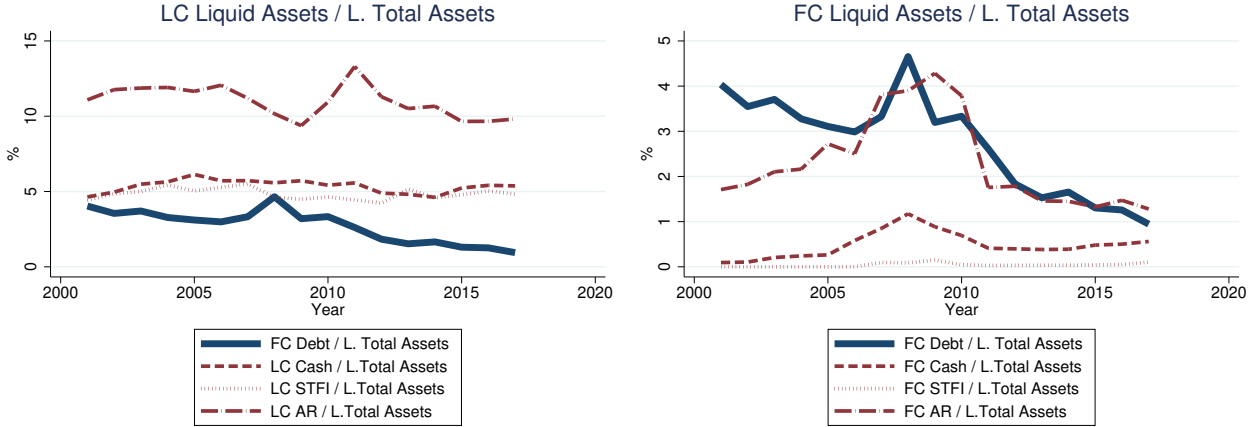 LC Liquid Assets / L. Total Assets
15
10
5
0
%
2000
2005
2010
2015
2020
Year
FC Debt / L. Total Assets
LC Cash / L.Total Assets
LC STFI / L.Total Assets
LC AR / L.Total Assets
FC Liquid Assets / L. Total Assets
5
4
3
2
1
0
%
2000
2005
2010
2015
2020
Year
FC Debt / L. Total Assets
FC Cash / L.Total Assets
FC STFI / L.Total Assets
FC AR / L.Total Assets